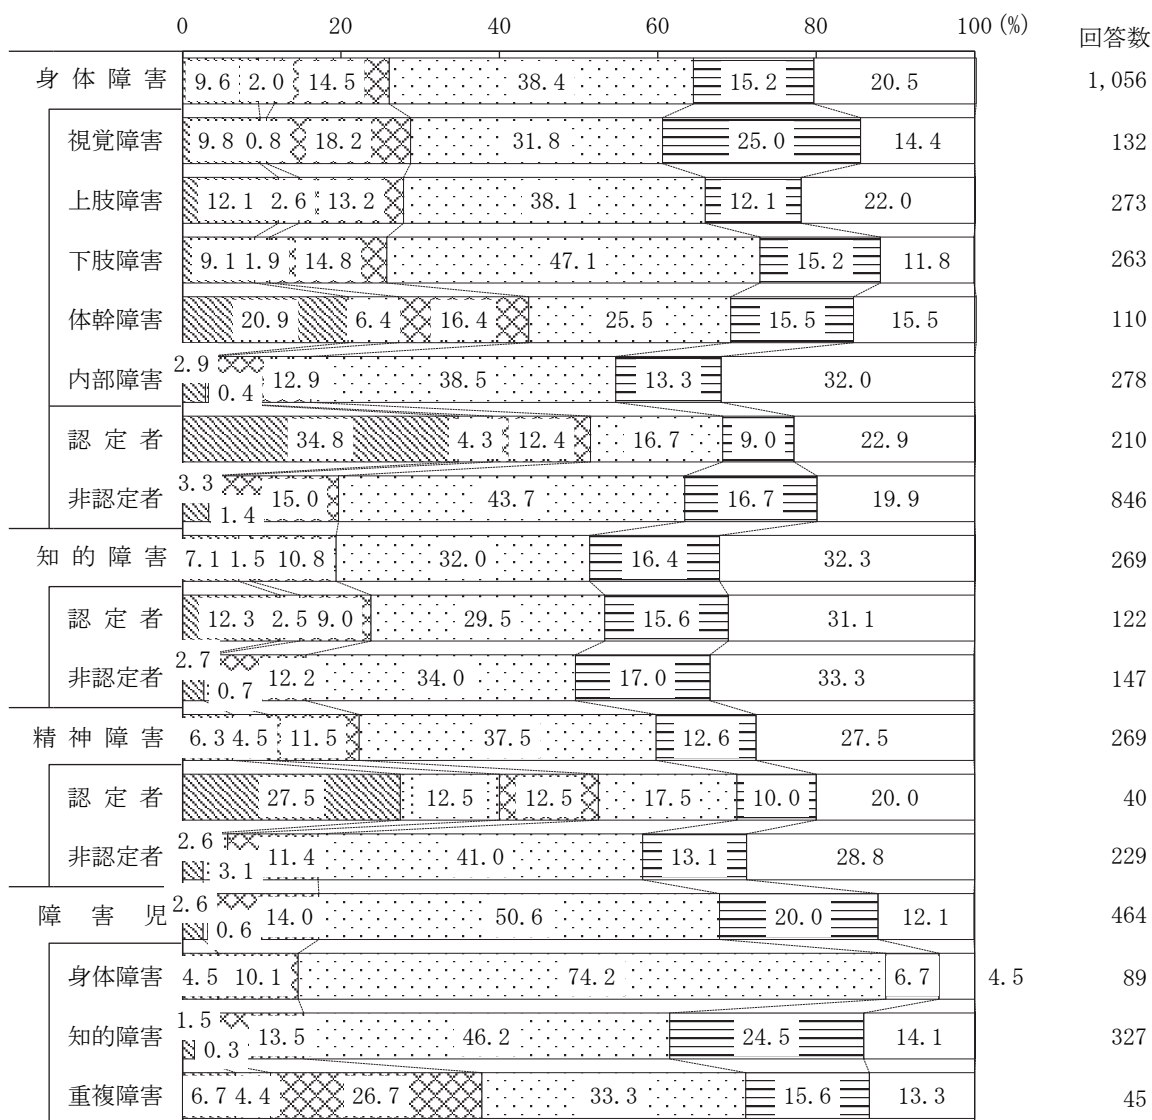 0 20 40 60 80 100 (%) 回答数
身体障害 9.6 2.0 14.5 38.4 15.2 20.5 1,056
視覚障害 9.8 0.8 18.2 31.8 25.0 14.4 132
上肢障害 12.1 2.6 13.2 38.1 12.1 22.0 273
下肢障害 9.1 1.9 14.8 47.1 15.2 11.8 263
体幹障害 20.9 6.4 16.4 25.5 15.5 15.5 110
内部障害 2.9 0.4 12.9 38.5 13.3 32.0 278
認定者 34.8 4.3 12.4 16.7 9.0 22.9 210
非認定者 3.3 1.4 15.0 43.7 16.7 19.9 846
知的障害 7.1 1.5 10.8 32.0 16.4 32.3 269
認定者 12.3 2.5 9.0 29.5 15.6 31.1 122
非認定者 2.7 0.7 12.2 34.0 17.0 33.3 147
精神障害 6.3 4.5 11.5 37.5 12.6 27.5 269
認定者 27.5 12.5 12.5 17.5 10.0 20.0 40
非認定者 2.6 3.1 11.4 41.0 13.1 28.8 229
障害児 2.6 0.6 14.0 50.6 20.0 12.1 464
身体障害 4.5 10.1 74.2 6.7 4.5 89
知的障害 1.5 0.3 13.5 46.2 24.5 14.1 327
重複障害 6.7 4.4 26.7 33.3 15.6 13.3 45